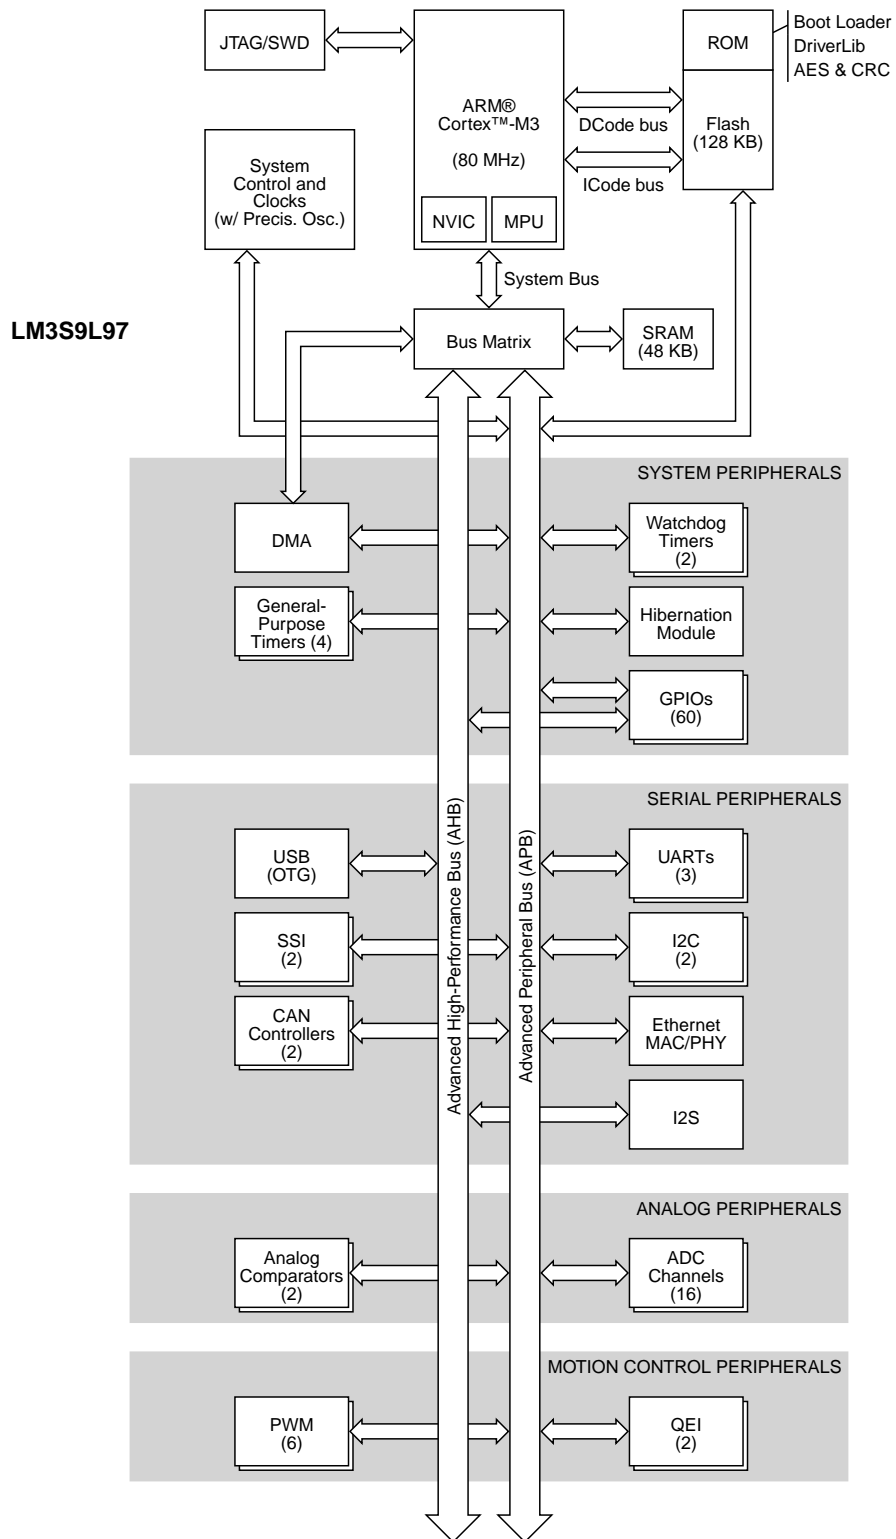 JTAG/SWD
ARM®
Cortex™-M3
(80 MHz)
NVIC
MPU
DCode bus
ICode bus
ROM
Flash
(128 KB)
Boot Loader
DriverLib
AES & CRC
System
Control and
Clocks
(w/ Precis. Osc.)
System Bus
LM3S9L97
Bus Matrix
SRAM
(48 KB)
SYSTEM PERIPHERALS
DMA
Watchdog
Timers
(2)
General-
Purpose
Timers (4)
Hibernation
Module
GPIOs
(60)
Advanced High-Performance Bus (AHB)
Advanced Peripheral Bus (APB)
SERIAL PERIPHERALS
USB
(OTG)
UARTs
(3)
SSI
(2)
I2C
(2)
CAN
Controllers
(2)
Ethernet
MAC/PHY
I2S
ANALOG PERIPHERALS
Analog
Comparators
(2)
ADC
Channels
(16)
MOTION CONTROL PERIPHERALS
PWM
(6)
QEI
(2)